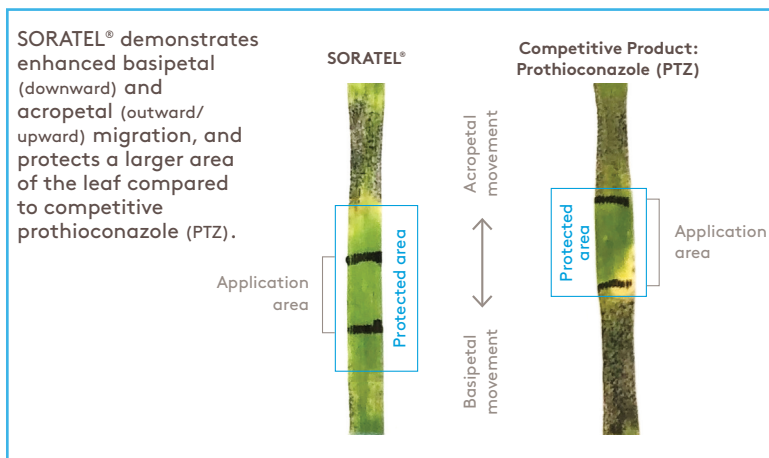 SORATEL® demonstrates
enhanced basipetal
(downward) and
acropetal (outward/
upward) migration, and
protects a larger area
of the leaf compared
to competitive
prothioconazole (PTZ).
SORATEL®
Application
area
Protected area
Acropetal
movement
Basipetal
movement
Competitive Product:
Prothioconazole (PTZ)
Protected
area
Application
area